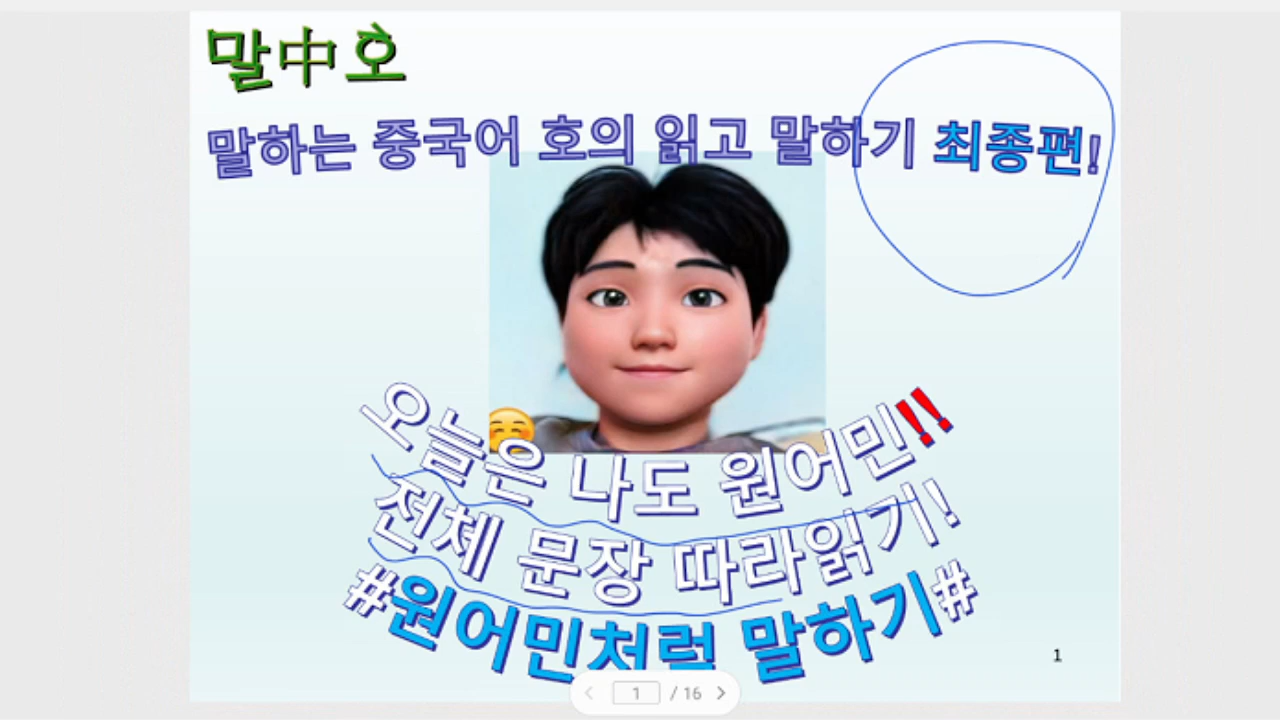 말中호
말하는 중국어 호의 읽고 말하기 최종편!
오늘은 나도 원어민!!
전체 문장 따라읽기!
#원어민처럼 말하기#
1
1 / 16